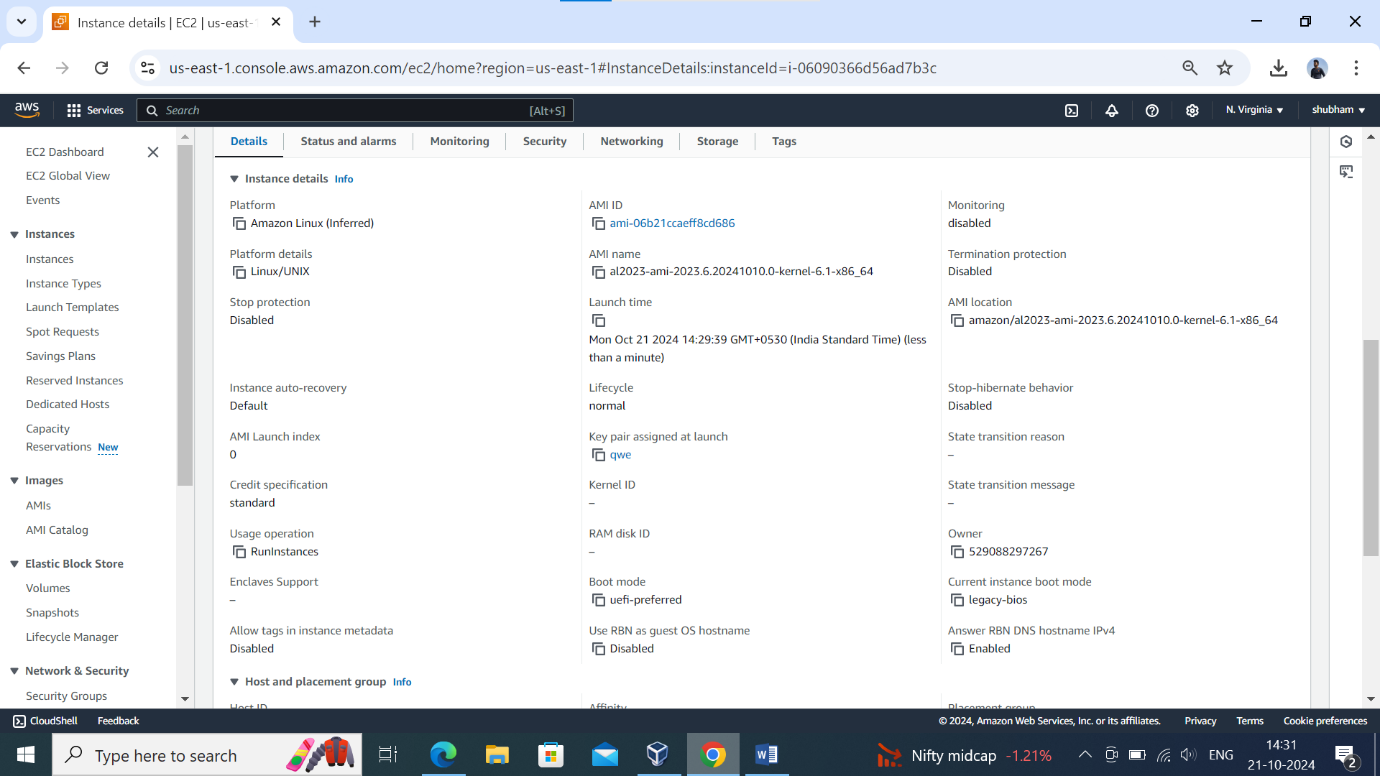 Instance details | EC2 | us-east-
us-east-1.console.aws.amazon.com/ec2/home?region=us-east-1#InstanceDetails:instanceId=i-06090366d56ad7b3c
aws
Services
Search
[Alt+S]
N. Virginia
shubham
EC2 Dashboard
EC2 Global View
Events
Instances
Instances
Instance Types
Launch Templates
Spot Requests
Savings Plans
Reserved Instances
Dedicated Hosts
Capacity
Reservations New
Images
AMIs
AMI Catalog
Elastic Block Store
Volumes
Snapshots
Lifecycle Manager
Network & Security
Security Groups
Details
Status and alarms
Monitoring
Security
Networking
Storage
Tags
Instance details Info
Platform
Amazon Linux (Inferred)
AMI ID
ami-06b21ccaeff8cd686
Monitoring
disabled
Platform details
Linux/UNIX
AMI name
al2023-ami-2023.6.20241010.0-kernel-6.1-x86_64
Termination protection
Disabled
Stop protection
Disabled
Launch time
Mon Oct 21 2024 14:29:39 GMT+0530 (India Standard Time) (less
than a minute)
AMI location
amazon/al2023-ami-2023.6.20241010.0-kernel-6.1-x86_64
Instance auto-recovery
Default
Lifecycle
normal
Stop-hibernate behavior
Disabled
AMI Launch index
0
Key pair assigned at launch
qwe
State transition reason
–
Credit specification
standard
Kernel ID
–
State transition message
–
Usage operation
RunInstances
RAM disk ID
–
Owner
529088297267
Enclaves Support
–
Boot mode
uefi-preferred
Current instance boot mode
legacy-bios
Allow tags in instance metadata
Disabled
Use RBN as guest OS hostname
Disabled
Answer RBN DNS hostname IPv4
Enabled
Host and placement group Info
Host ID
Affinity
Placement group
CloudShell
Feedback
© 2024, Amazon Web Services, Inc. or its affiliates.
Privacy
Terms
Cookie preferences
Type here to search
Nifty midcap -1.21%
ENG
14:31
21-10-2024
2